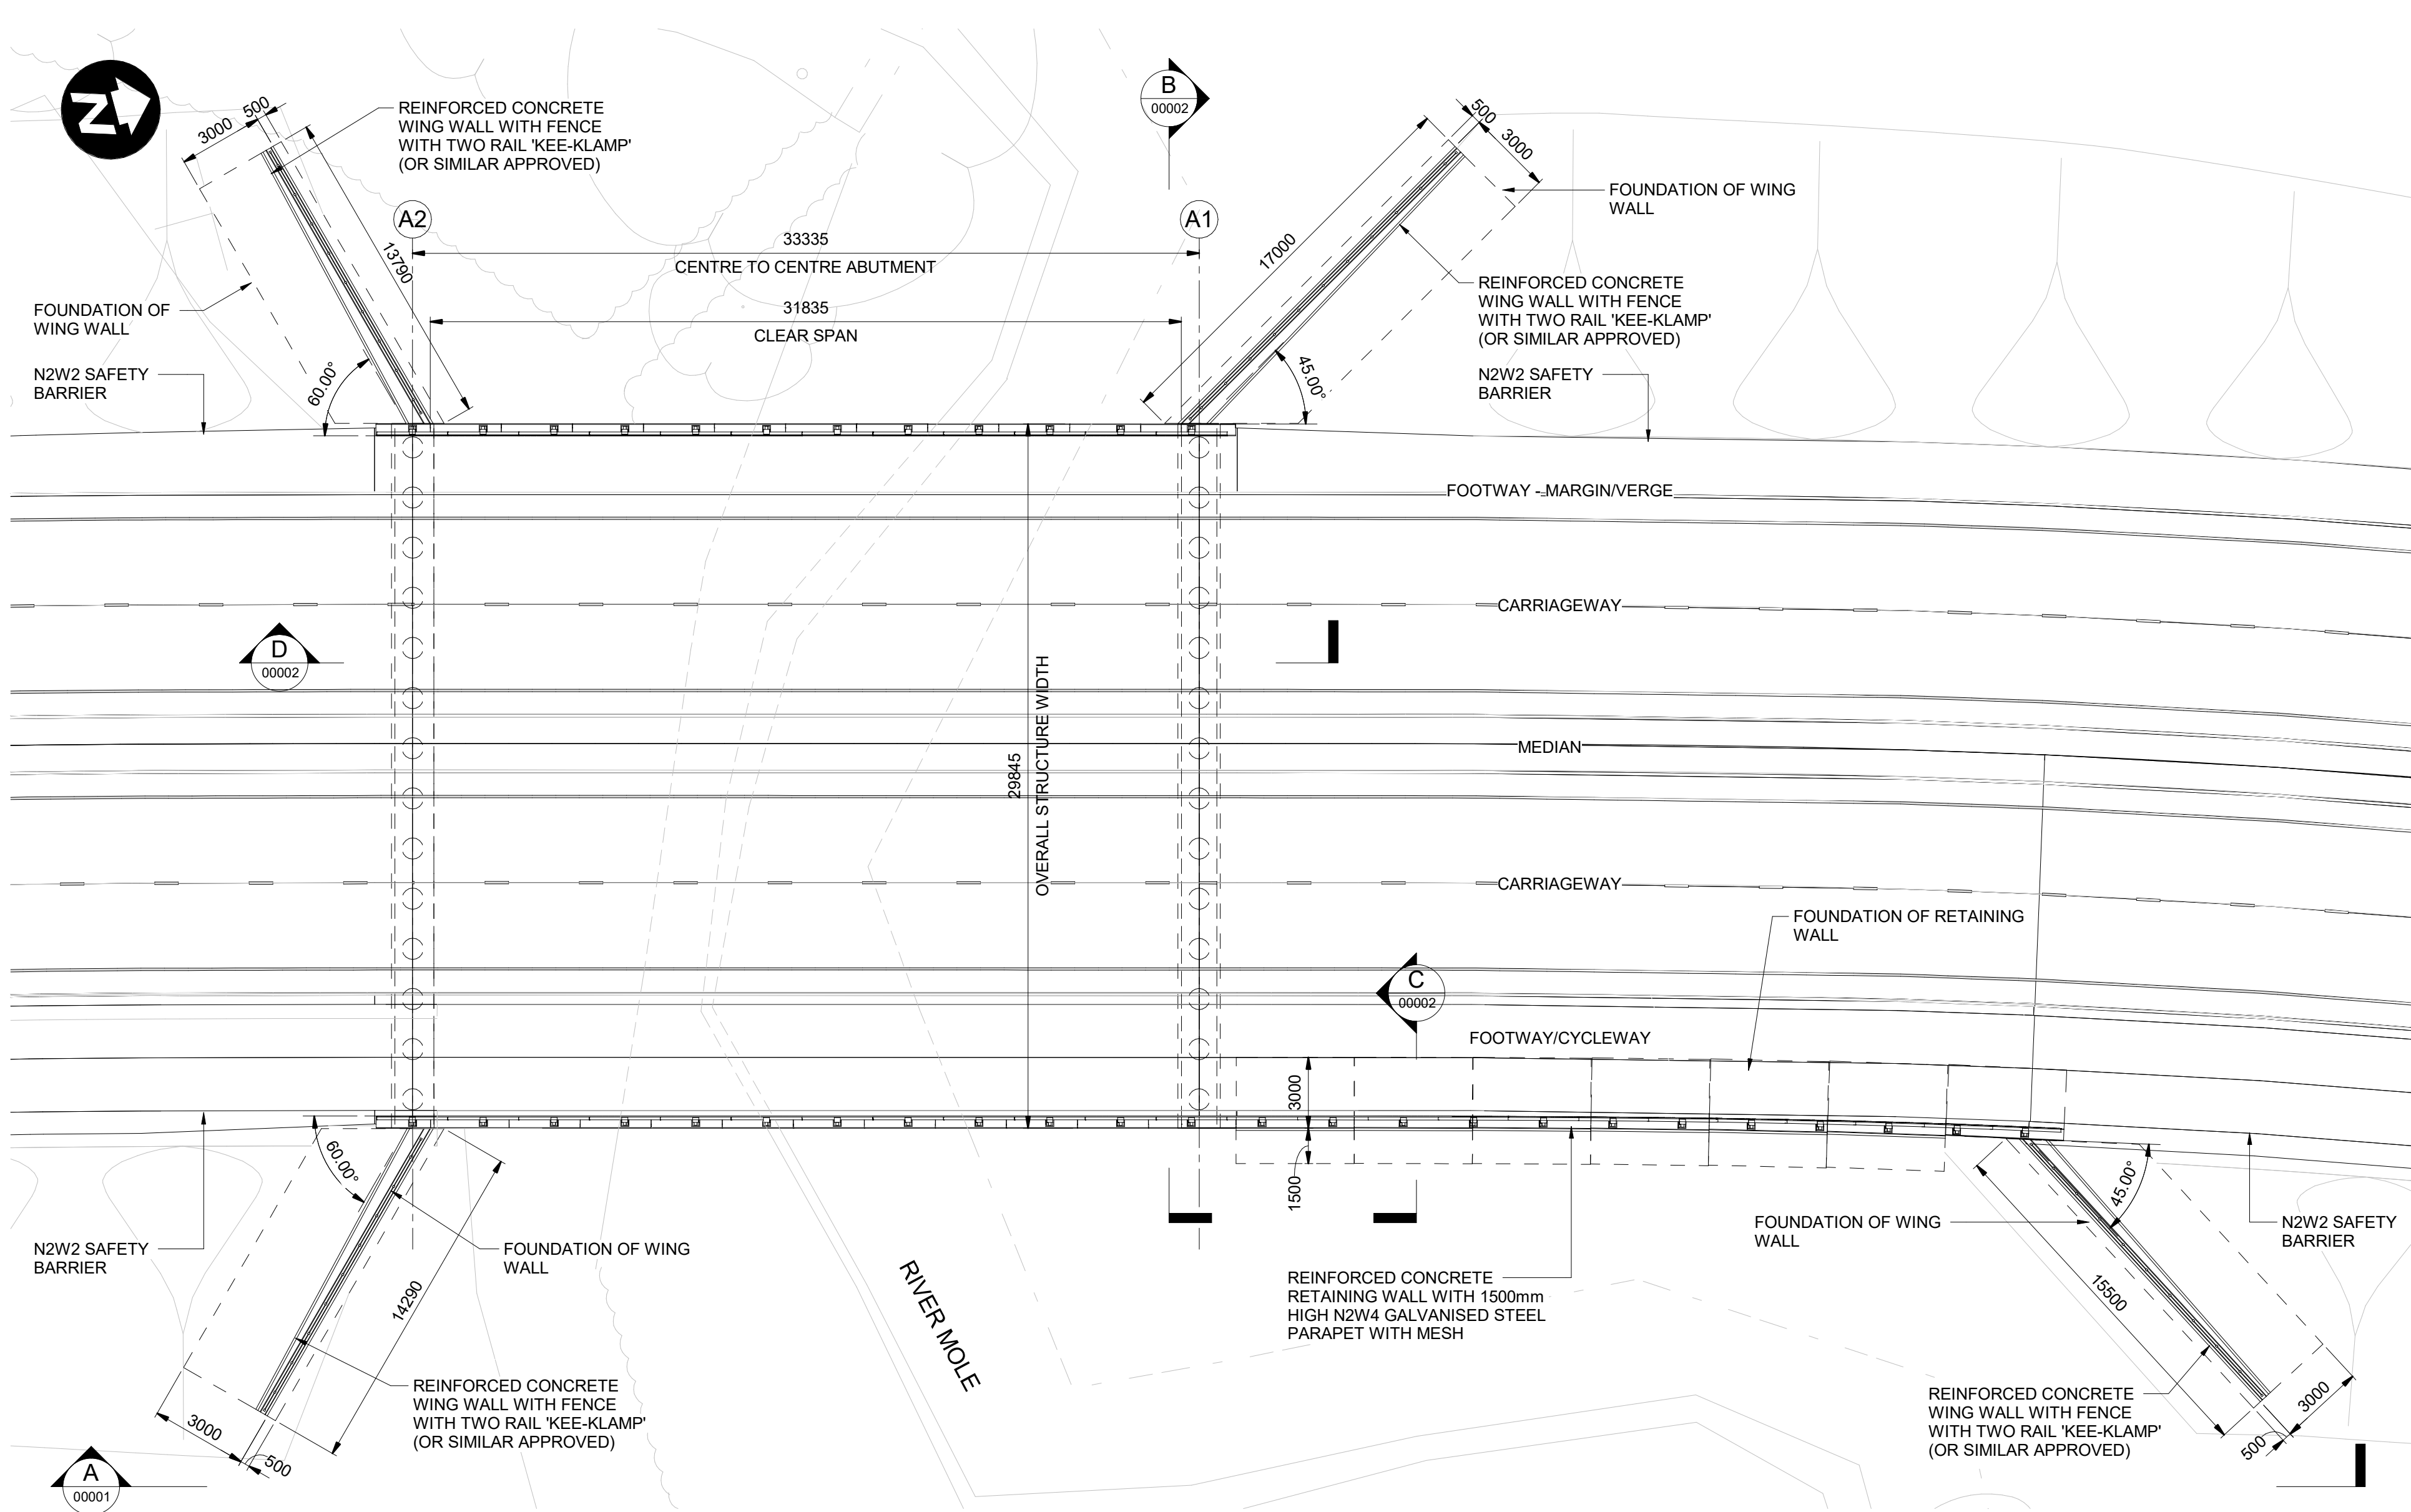 Z
500
3000
REINFORCED CONCRETE
WING WALL WITH FENCE
WITH TWO RAIL 'KEE-KLAMP'
(OR SIMILAR APPROVED)
B
00002
500
3000
FOUNDATION OF WING
WALL
A2
A1
33335
CENTRE TO CENTRE ABUTMENT
13790
17000
31835
CLEAR SPAN
FOUNDATION OF
WING WALL
REINFORCED CONCRETE
WING WALL WITH FENCE
WITH TWO RAIL 'KEE-KLAMP'
(OR SIMILAR APPROVED)
N2W2 SAFETY
BARRIER
60.00°
45.00°
N2W2 SAFETY
BARRIER
FOOTWAY - MARGIN/VERGE
CARRIAGEWAY
D
00002
29845
OVERALL STRUCTURE WIDTH
MEDIAN
CARRIAGEWAY
FOUNDATION OF RETAINING
WALL
C
00002
FOOTWAY/CYCLEWAY
3000
1500
60.00°
45.00°
N2W2 SAFETY
BARRIER
FOUNDATION OF WING
WALL
14290
RIVER MOLE
REINFORCED CONCRETE
RETAINING WALL WITH 1500mm
HIGH N2W4 GALVANISED STEEL
PARAPET WITH MESH
FOUNDATION OF WING
WALL
N2W2 SAFETY
BARRIER
15500
REINFORCED CONCRETE
WING WALL WITH FENCE
WITH TWO RAIL 'KEE-KLAMP'
(OR SIMILAR APPROVED)
3000
500
REINFORCED CONCRETE
WING WALL WITH FENCE
WITH TWO RAIL 'KEE-KLAMP'
(OR SIMILAR APPROVED)
3000
500
A
00001